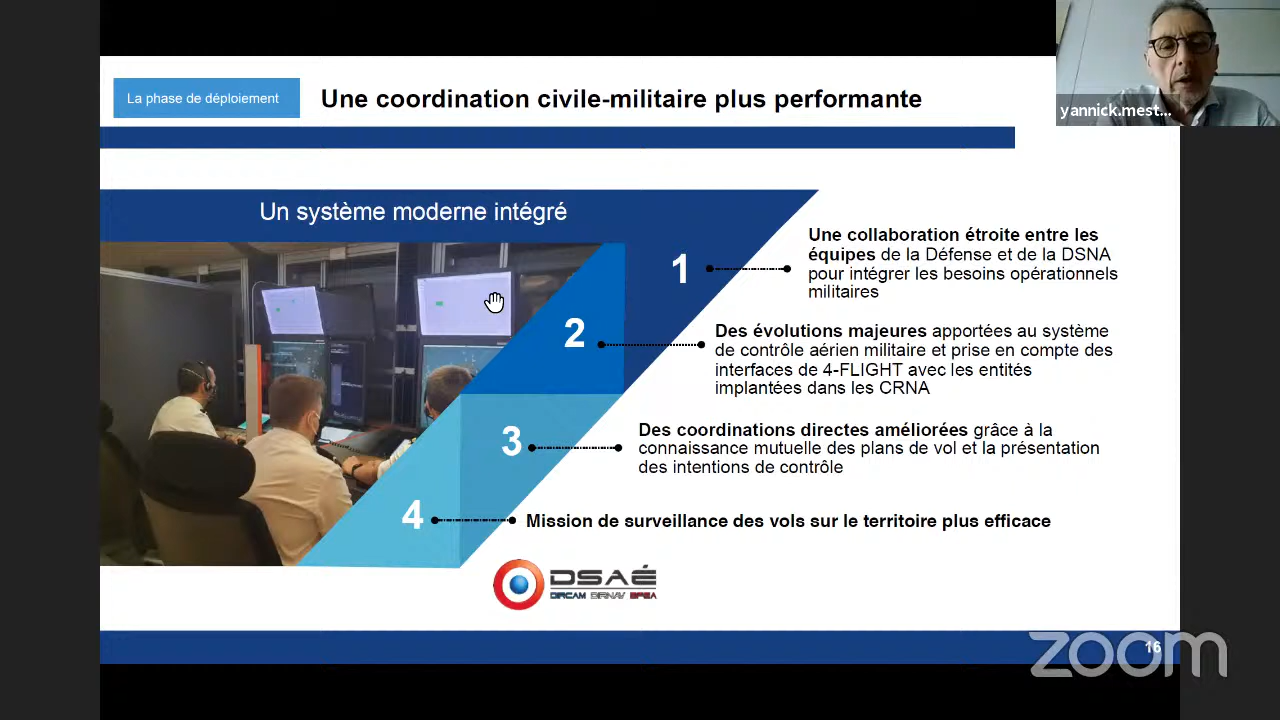 La phase de déploiement
Une coordination civile-militaire plus performante
yannick.mest...
Un système moderne intégré
1
Une collaboration étroite entre les
équipes de la Défense et de la DSNA
pour intégrer les besoins opérationnels
militaires
2
Des évolutions majeures apportées au système
de contrôle aérien militaire et prise en compte des
interfaces de 4-FLIGHT avec les entités
implantées dans les CRNA
3
Des coordinations directes améliorées grâce à la
connaissance mutuelle des plans de vol et la présentation
des intentions de contrôle
4
Mission de surveillance des vols sur le territoire plus efficace
DSAÉ
DIRCAM DIRNAV
zoom
16